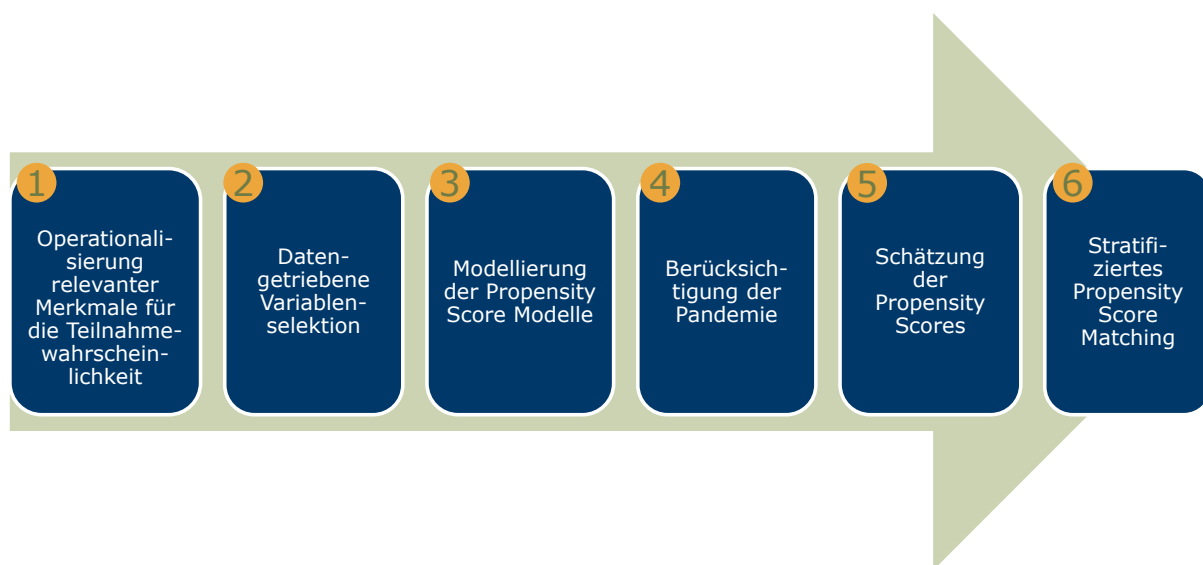 1
Operationali-
sierung
relevanter
Merkmale für
die Teilnahme-
wahrschein-
lichkeit
2
Daten-
getriebene
Variablen-
selektion
3
Modellierung
der Propensity
Score Modelle
4
Berücksich-
tigung der
Pandemie
5
Schätzung
der
Propensity
Scores
6
Stratifi-
ziertes
Propensity
Score
Matching